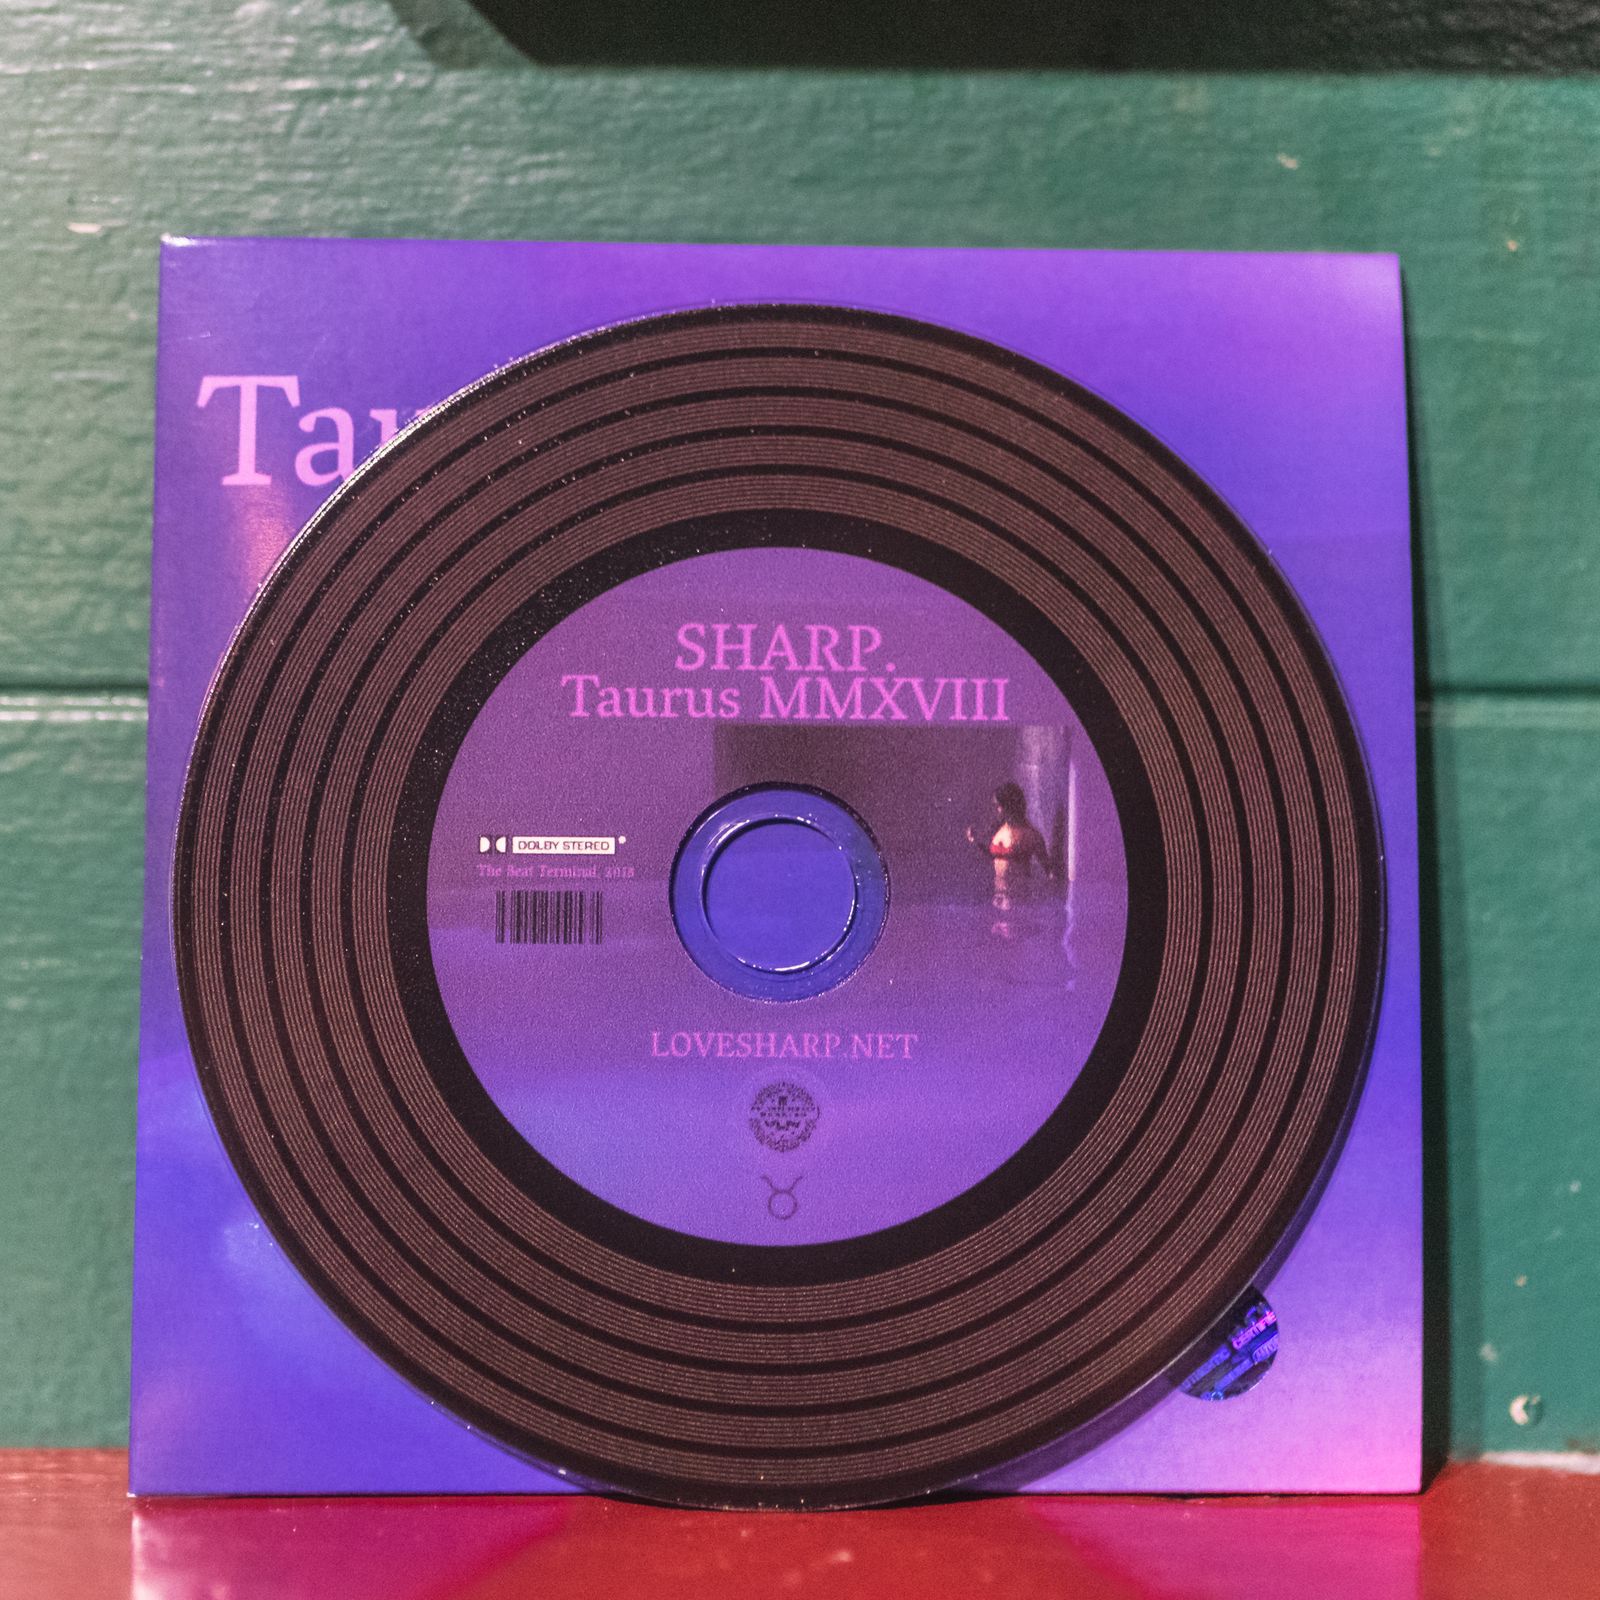 Tau
SHARP.
Taurus MMXVIII
DOLBY STEREO
The Beat Terminal, 2018
LOVESHARP.NET